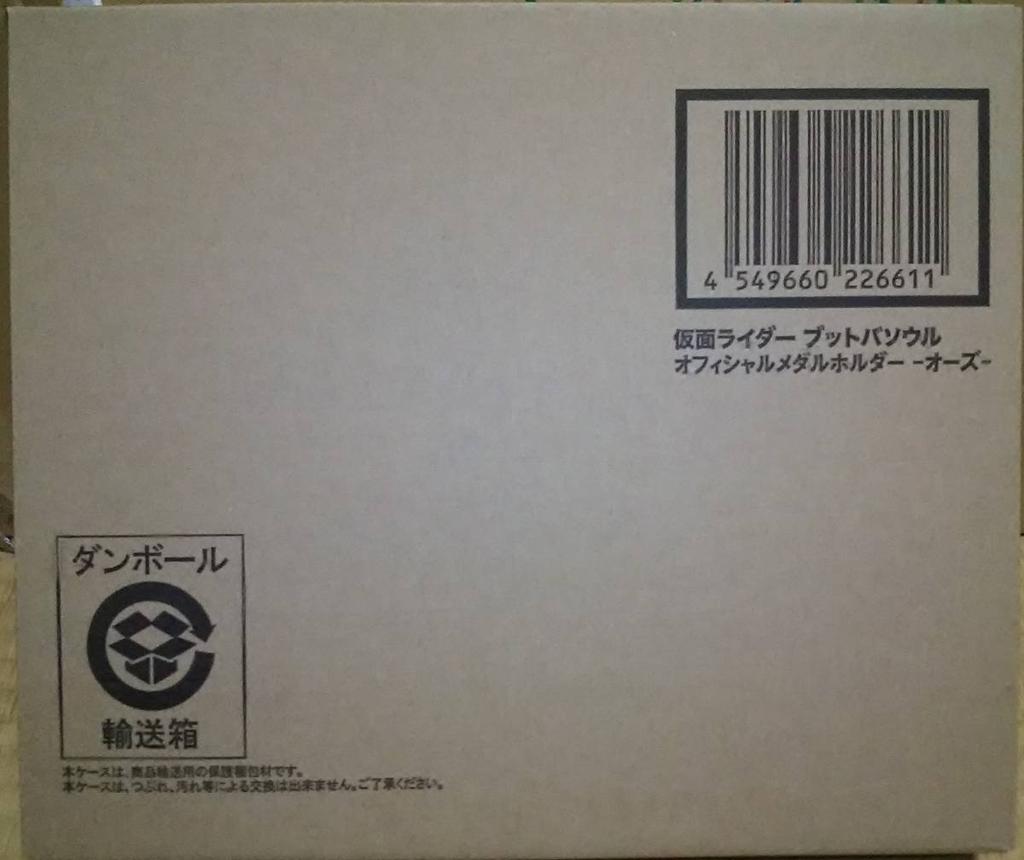 4 549660 226611
仮面ライダー ブットバソウル
オフィシャルメダルホルダー -オーズ-
ダンボール
輸送箱
本ケースは、商品輸送用の保護梱包材です。
本ケースは、つぶれ、汚れ等による交換は出来ません。ご了承ください。